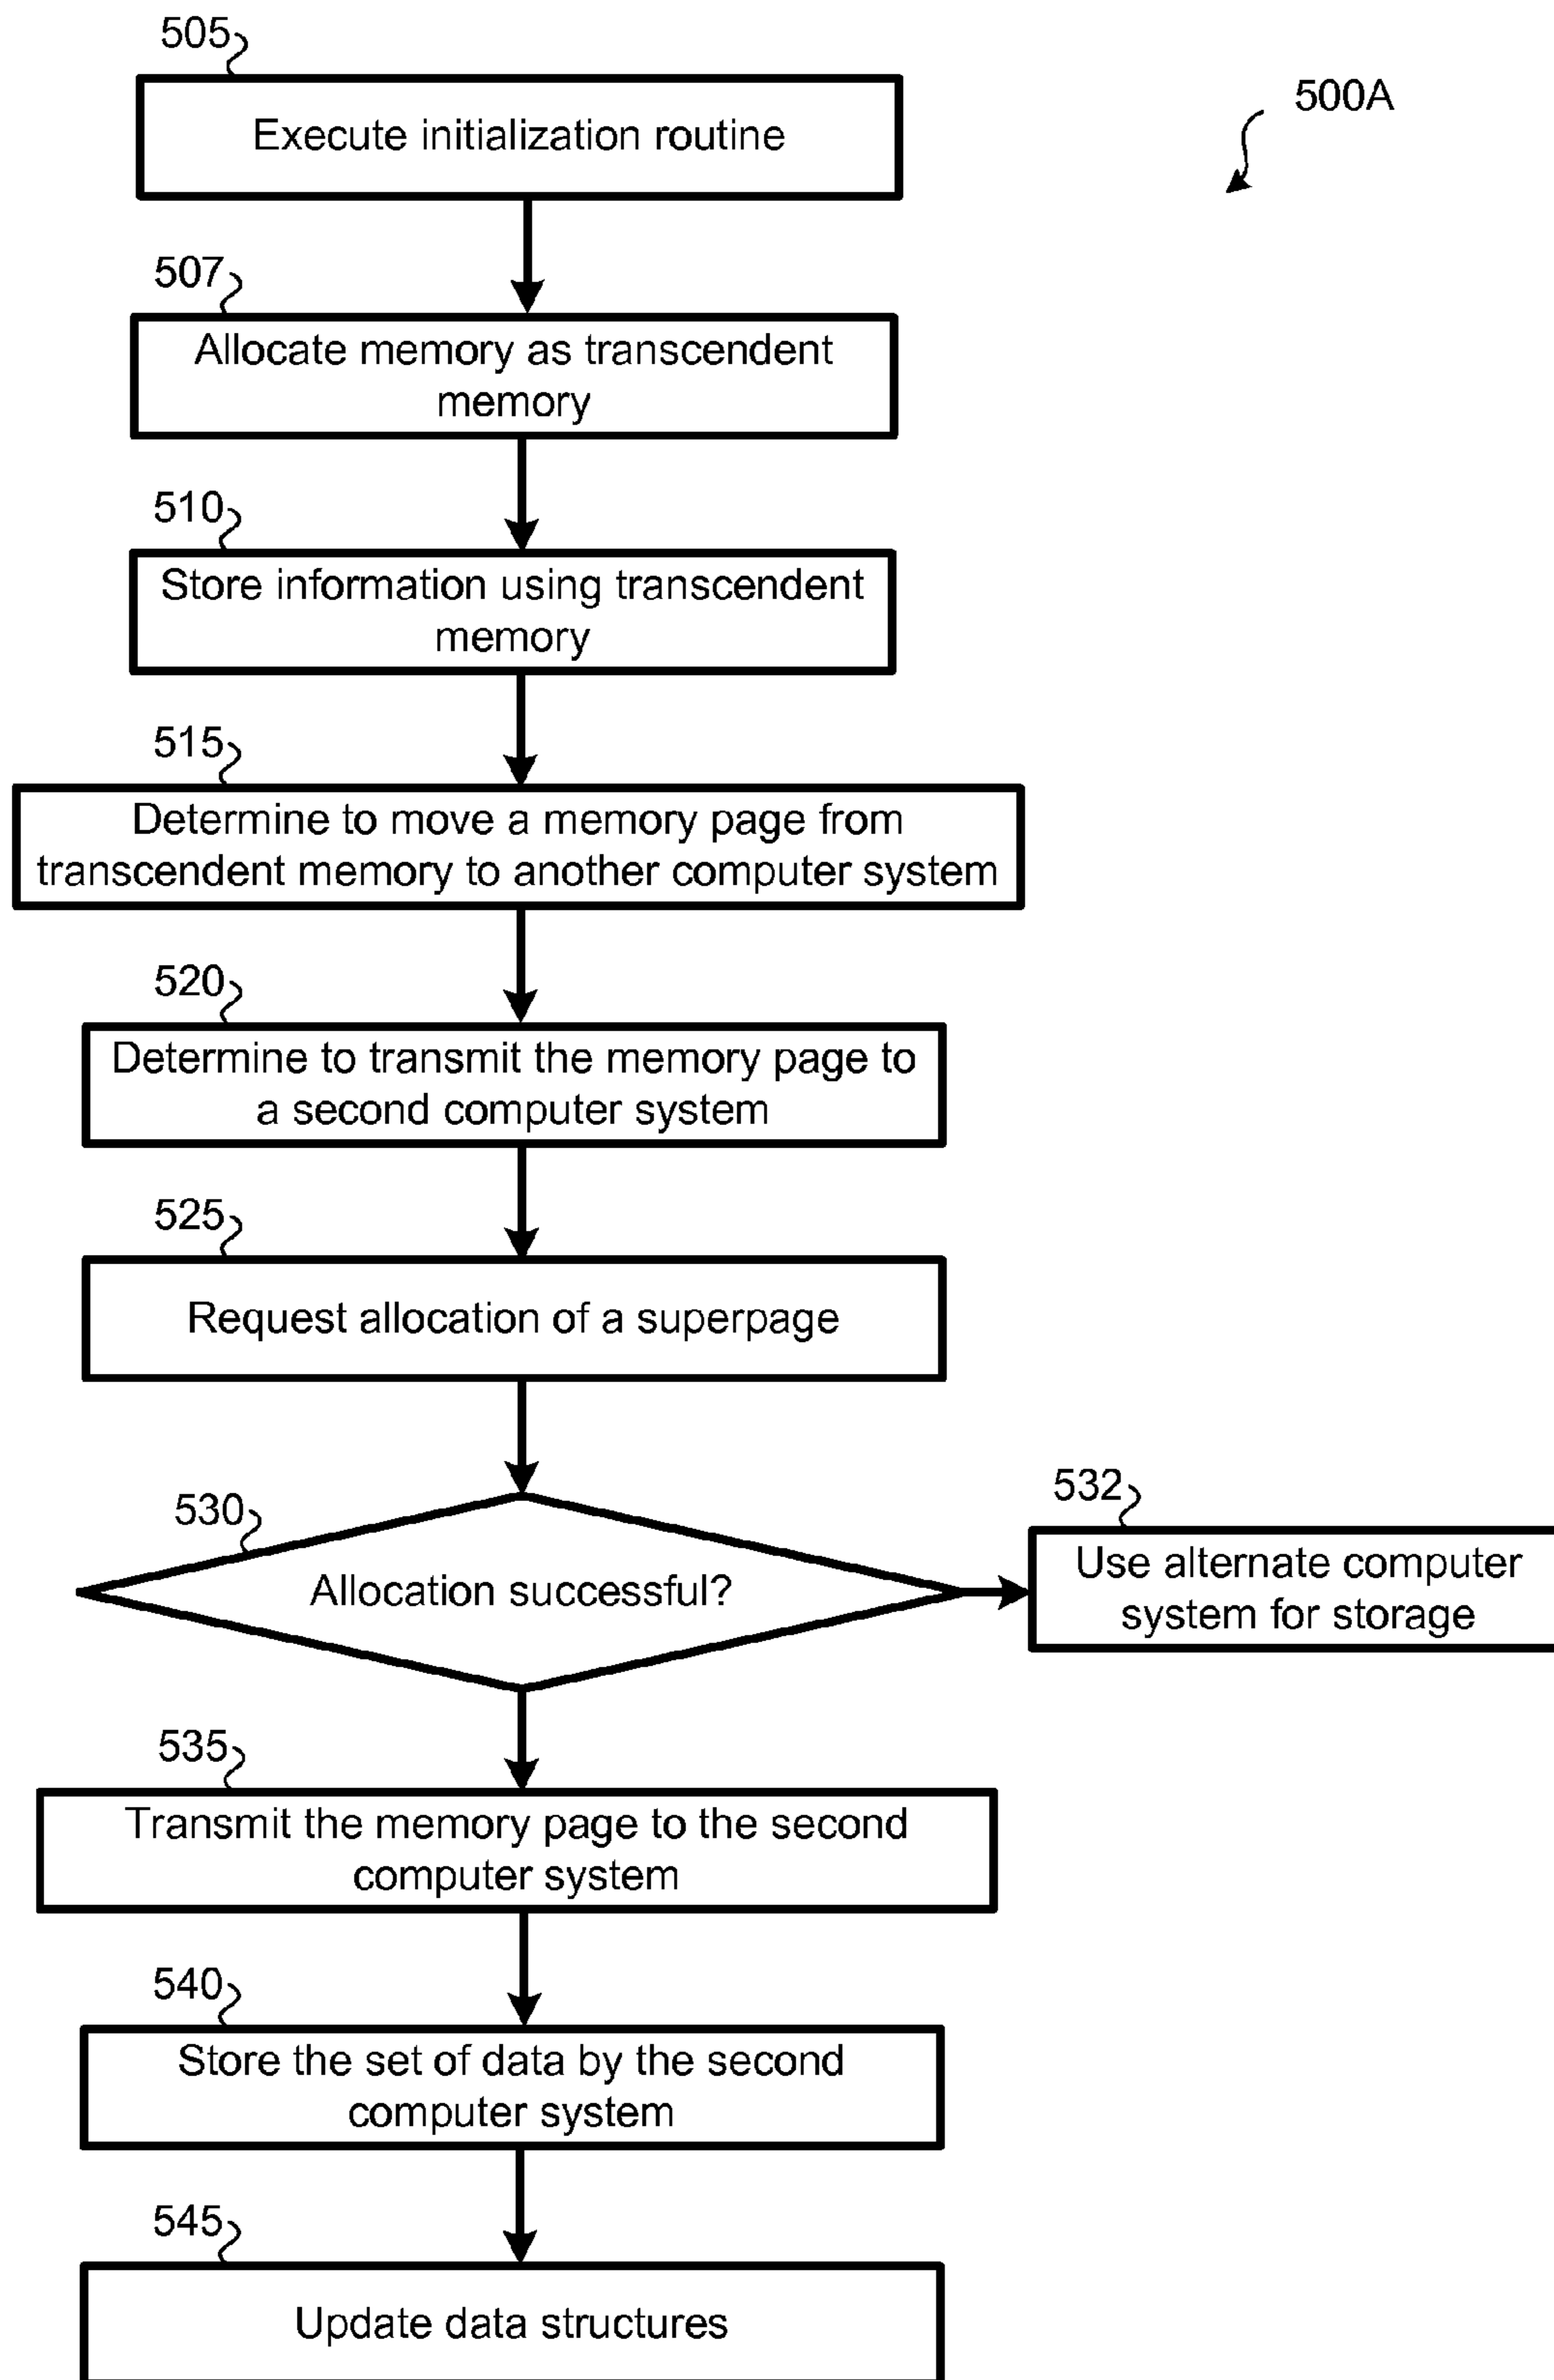 505
500A
Execute initialization routine
507
Allocate memory as transcendent
memory
510
Store information using transcendent
memory
515
Determine to move a memory page from
transcendent memory to another computer system
520
Determine to transmit the memory page to
a second computer system
525
Request allocation of a superpage
530
Allocation successful?
532
Use alternate computer
system for storage
535
Transmit the memory page to the second
computer system
540
Store the set of data by the second
computer system
545
Update data structures